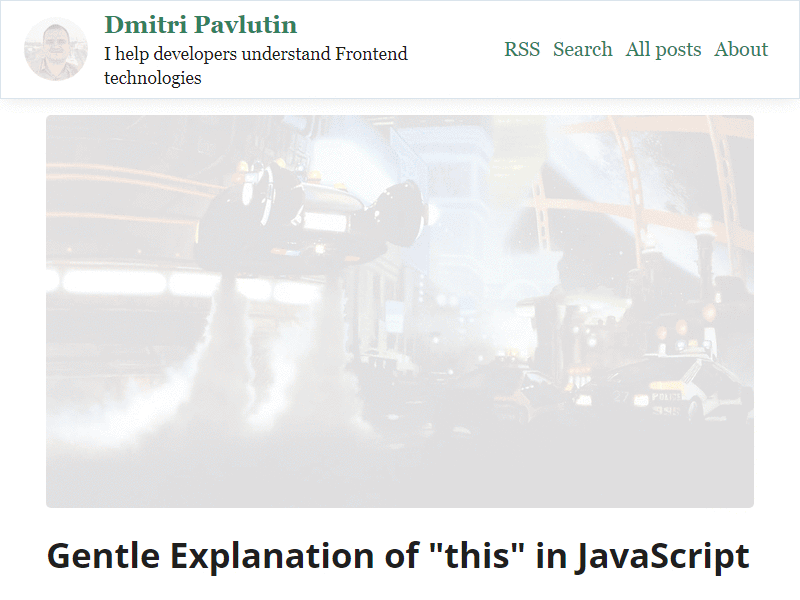 Dmitri Pavlutin
I help developers understand Frontend
technologies
RSS Search All posts About
Gentle Explanation of "this" in JavaScript